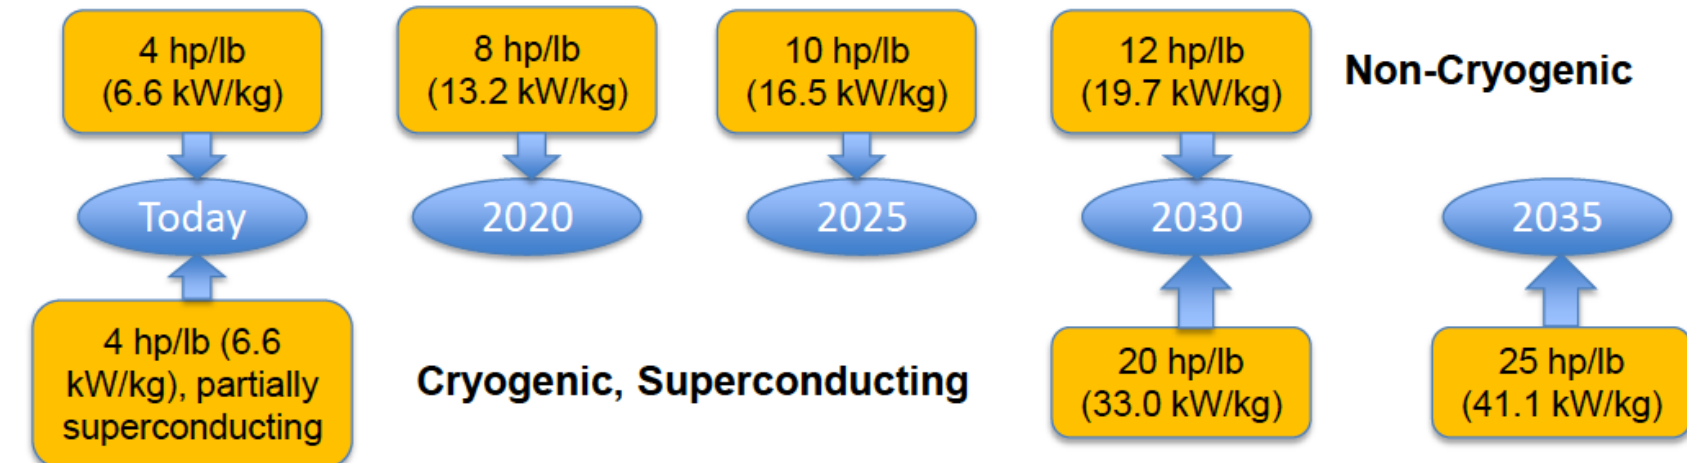 4 hp/lb
(6.6 kW/kg)
8 hp/lb
(13.2 kW/kg)
10 hp/lb
(16.5 kW/kg)
12 hp/lb
(19.7 kW/kg)
Non-Cryogenic
Today
2020
2025
2030
2035
4 hp/lb (6.6
kW/kg), partially
superconducting
Cryogenic, Superconducting
20 hp/lb
(33.0 kW/kg)
25 hp/lb
(41.1 kW/kg)